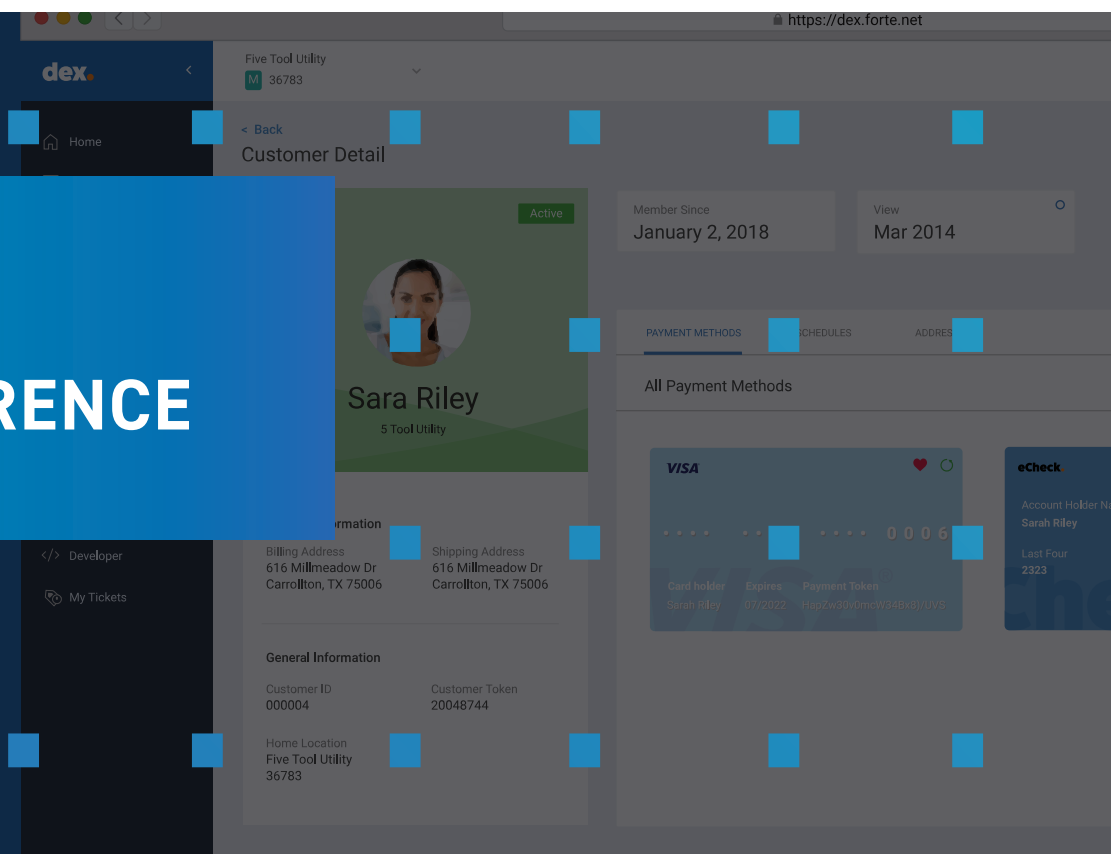 https://dex.forte.net
dex.
Five Tool Utility
M 36783
Home
< Back
Customer Detail
Active
Member Since
January 2, 2018
View
Mar 2014
RENCE
PAYMENT METHODS
SCHEDULES
ADDRES
All Payment Methods
Sara Riley
5 Tool Utility
VISA
0006
Card holder
Sarah Riley
Expires
07/2022
Payment Token
eCheck
Account Holder Na
Sarah Riley
Last Four
2323
rmation
Billing Address
616 Millmeadow Dr
Carrollton, TX 75006
Shipping Address
616 Millmeadow Dr
Carrollton, TX 75006
</> Developer
My Tickets
General Information
Customer ID
000004
Customer Token
20048744
Home Location
Five Tool Utility
36783